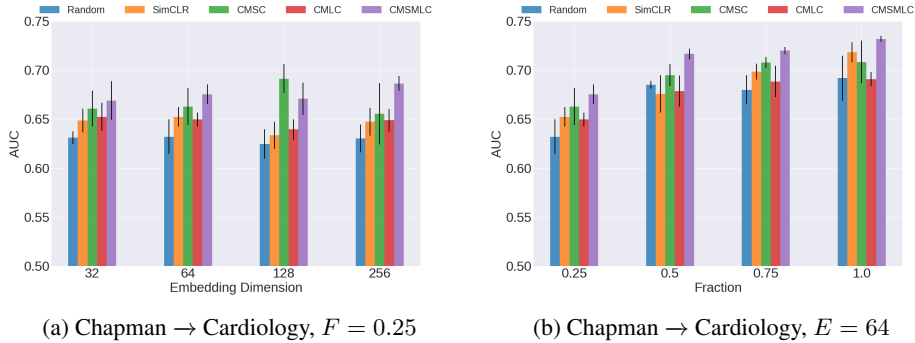 Random SimCLR CMSC CMLC CMSMLC
0.75
0.70
0.65
0.60
0.55
0.50
AUC
32 64 128 256
Embedding Dimension
(a) Chapman → Cardiology, F = 0.25
Random SimCLR CMSC CMLC CMSMLC
0.75
0.70
0.65
0.60
0.55
0.50
AUC
0.25 0.5 0.75 1.0
Fraction
(b) Chapman → Cardiology, E = 64